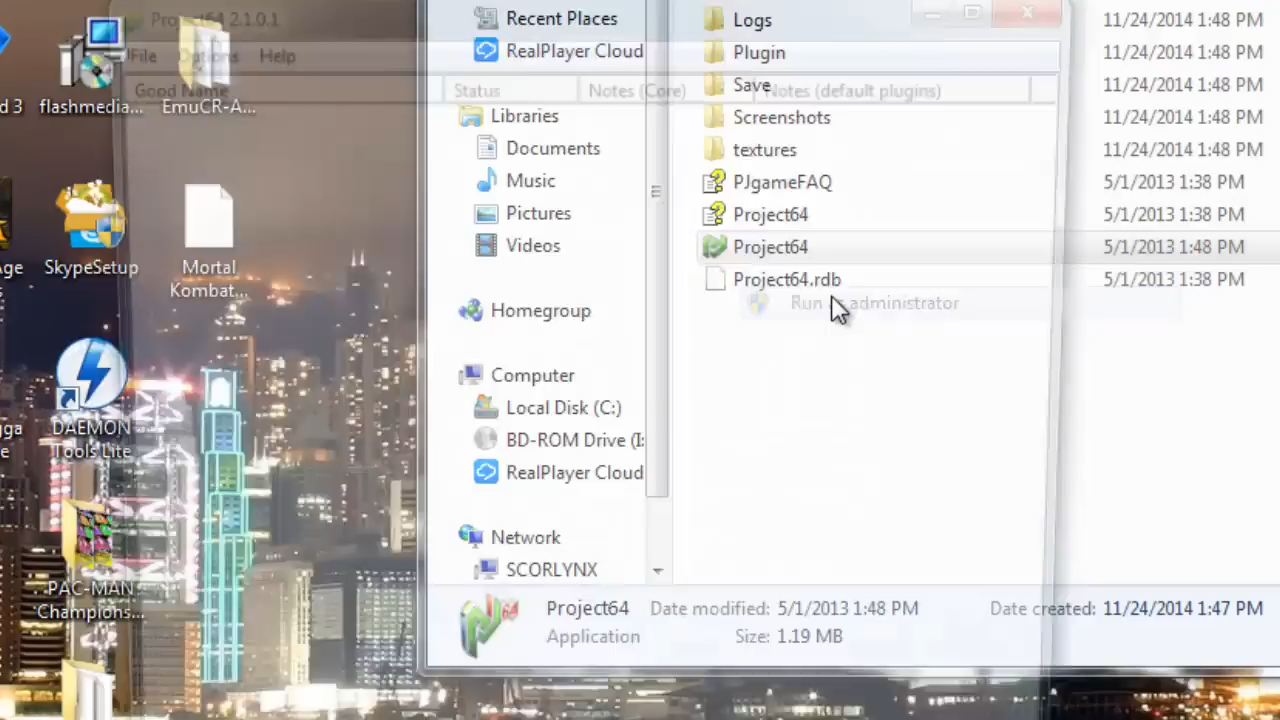 Project64 2.1.0.1
File Options Help
Good Name
Status
Notes (Core)
Notes (default plugins)
d 3
flashmedia...
EmuCR-A...
Age
s
SkypeSetup
Mortal
Kombat...
gga
e
DAEMON
Tools Lite
PAC-MAN
Champions...
Recent Places
RealPlayer Cloud
Libraries
Documents
Music
Pictures
Videos
Homegroup
Computer
Local Disk (C:)
BD-ROM Drive (I:
RealPlayer Cloud
Network
SCORLYNX
Logs 11/24/2014 1:48 PM
Plugin 11/24/2014 1:48 PM
Save 11/24/2014 1:48 PM
Screenshots 11/24/2014 1:48 PM
textures 11/24/2014 1:48 PM
PJgameFAQ 5/1/2013 1:38 PM
Project64 5/1/2013 1:38 PM
Project64 5/1/2013 1:48 PM
Project64.rdb 5/1/2013 1:38 PM
Run as administrator
64
Project64 Date modified: 5/1/2013 1:48 PM Date created: 11/24/2014 1:47 PM
Application Size: 1.19 MB